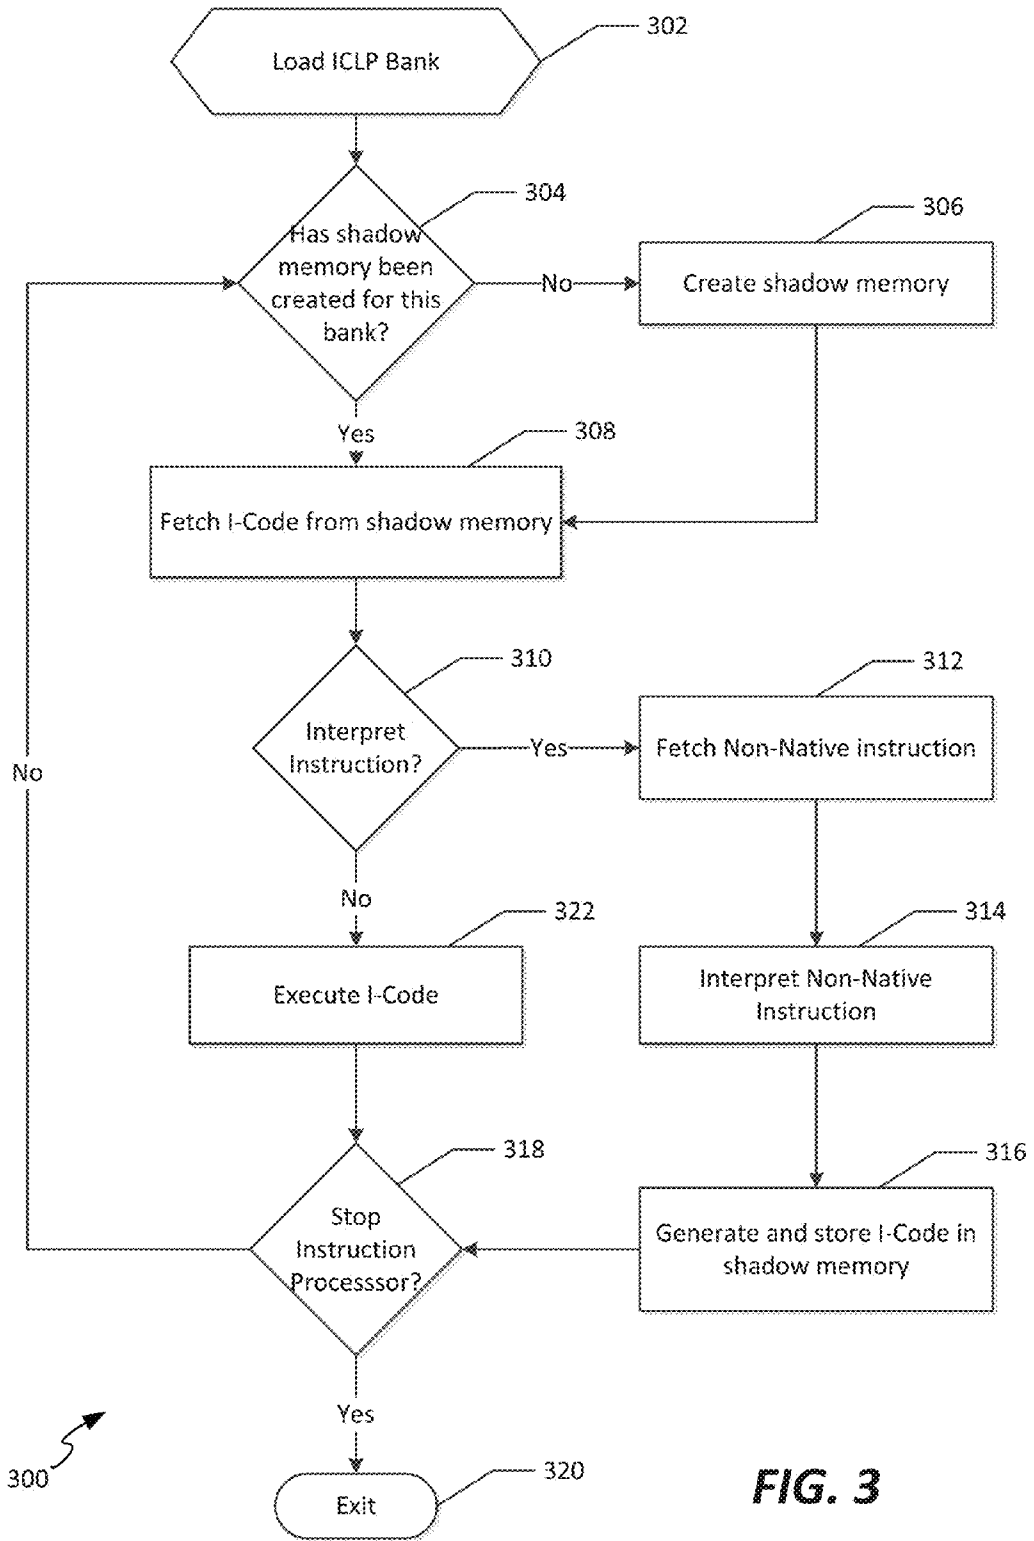 302
Load ICLP Bank
304
306
Has shadow
memory been
created for this
bank?
No
Create shadow memory
Yes
308
Fetch I-Code from shadow memory
310
312
Interpret
Instruction?
Yes
Fetch Non-Native instruction
No
No
322
314
Execute I-Code
Interpret Non-Native
Instruction
318
316
Stop
Instruction
Processsor?
Generate and store I-Code in
shadow memory
Yes
300
320
Exit
FIG. 3